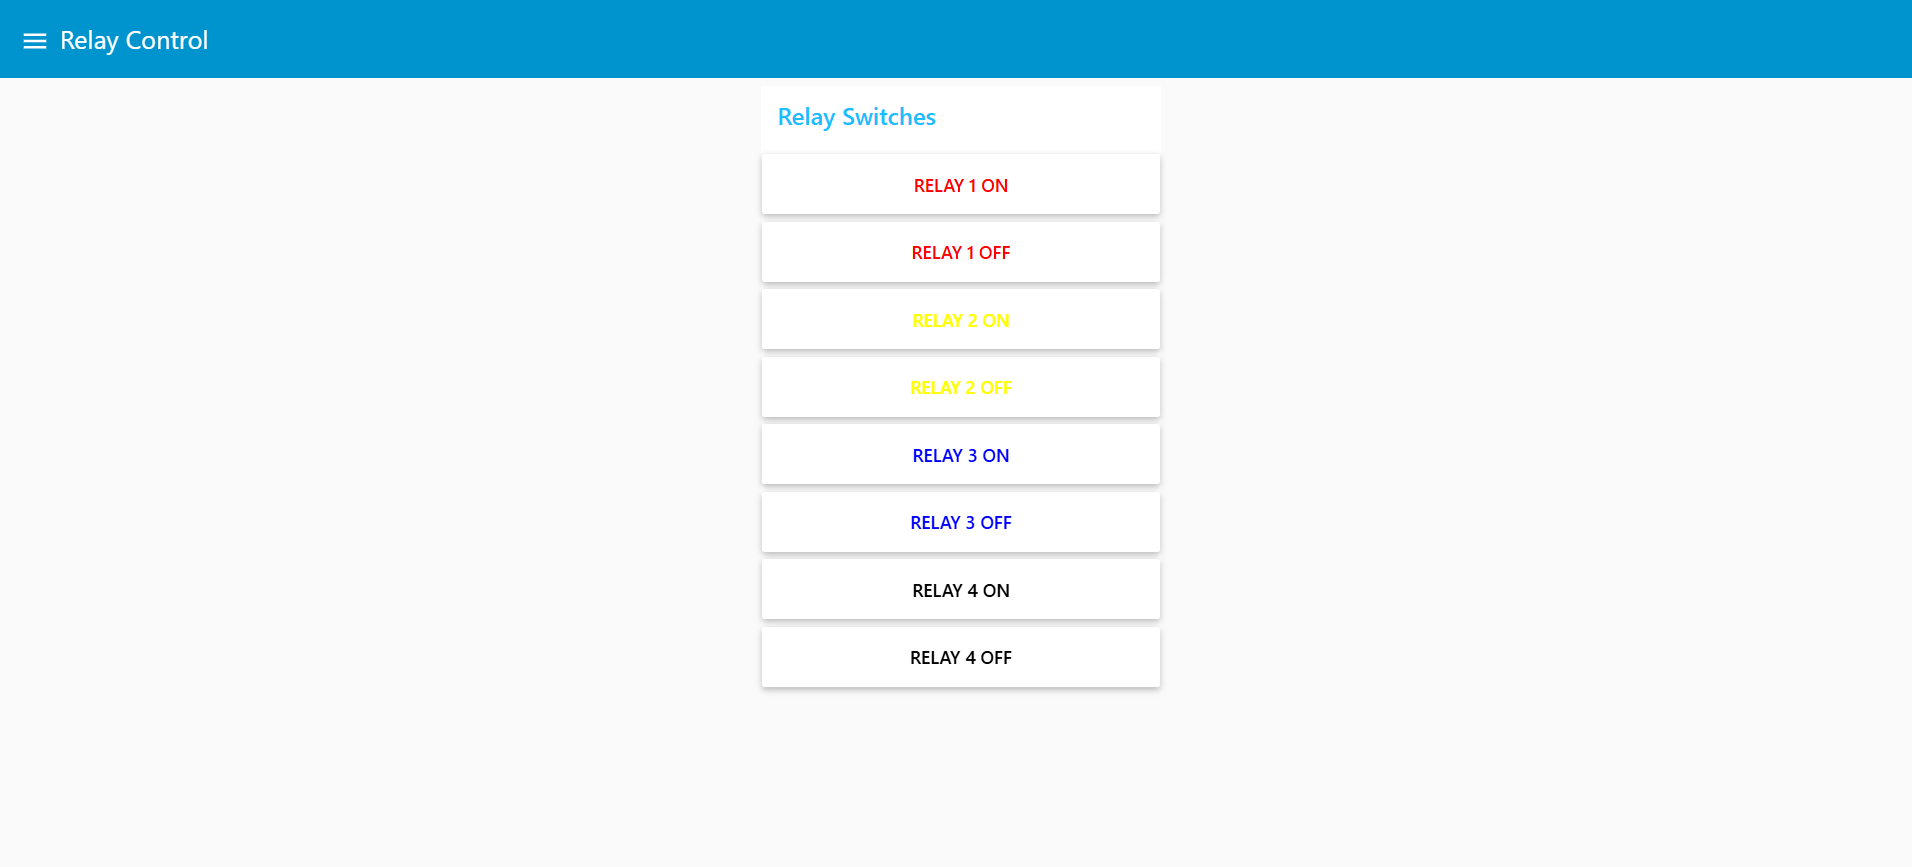 Relay Control
Relay Switches
RELAY 1 ON
RELAY 1 OFF
RELAY 2 ON
RELAY 2 OFF
RELAY 3 ON
RELAY 3 OFF
RELAY 4 ON
RELAY 4 OFF